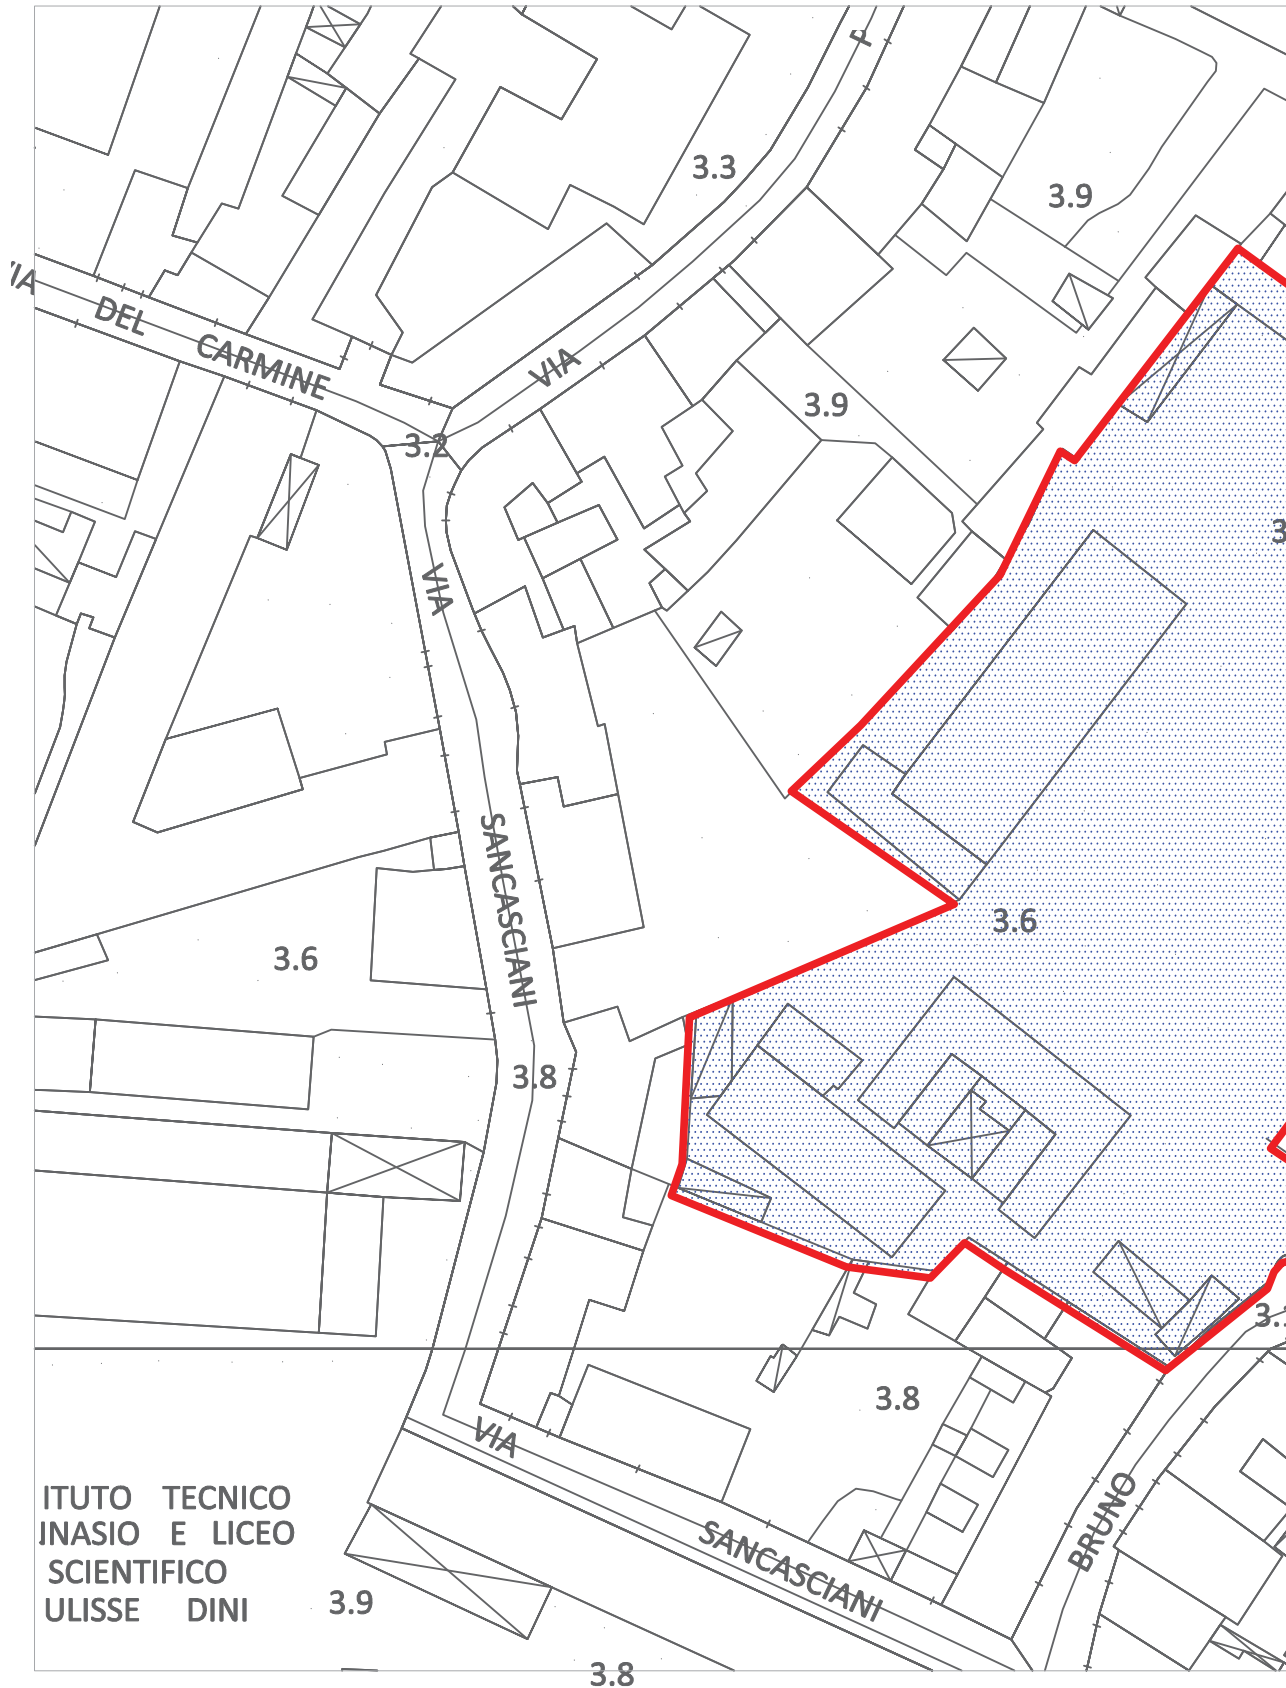 P
3.3
3.9
VIA
DEL
CARMINE
VIA
3.9
3.2
VIA
SANCASCIANI
3.6
3.6
3.8
3.8
VIA
SANCASCIANI
BRUNO
ITUTO TECNICO
NASIO E LICEO
SCIENTIFICO
ULISSE DINI
3.9
3.8